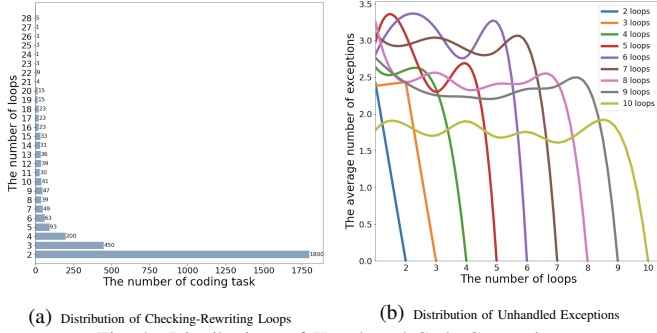 28 5
27 1
26 3
25 3
24 4
23 3
22 9
21 4
20 15
19 15
18 23
17 23
16 23
15 33
14 31
13 36
12 39
11 30
10 41
9 47
8 39
7 49
6 63
5 93
4 200
3 450
2 1800
The number of loops
0 250 500 750 1000 1250 1500 1750
The number of coding task
(a) Distribution of Checking-Rewriting Loops
3.5
3.0
2.5
2.0
1.5
1.0
0.5
0.0
The average number of exceptions
2 loops
3 loops
4 loops
5 loops
6 loops
7 loops
8 loops
9 loops
10 loops
2 3 4 5 6 7 8 9 10
The number of loops
(b) Distribution of Unhandled Exceptions